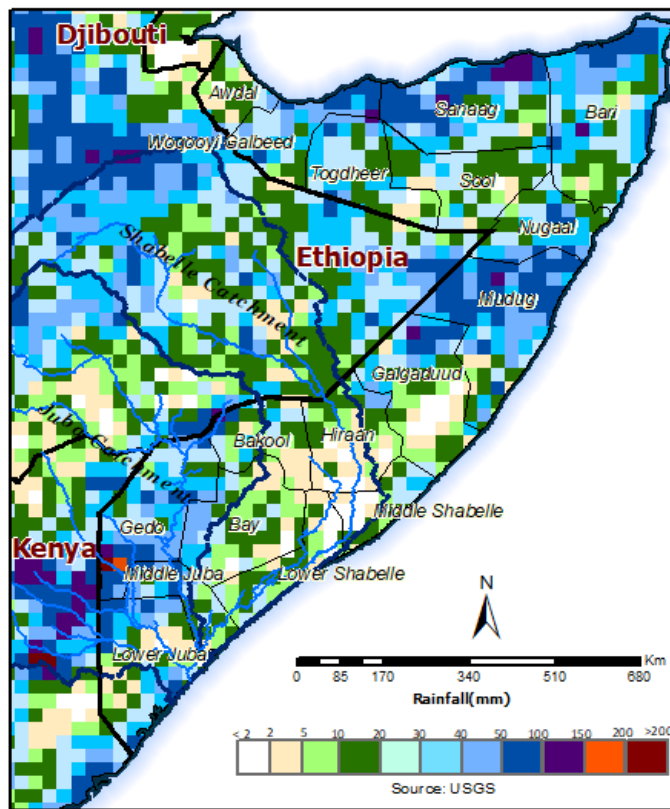 Djibouti
Awdal
Sanaag
Bari
Woqooyi Galbeed
Togdheer
Sool
Nugaal
Shabelle Catchment
Ethiopia
Mudug
Galgaduud
Juba Catchment
Bakool
Hiraan
Gedo
Bay
Middle Shabelle
Kenya
Middle Juba
Lower Shabelle
Lower Juba
N
Km
0 85 170 340 510 680
Rainfall(mm)
< 2 2 5 10 20 30 40 50 100 150 200 >200
Source: USGS